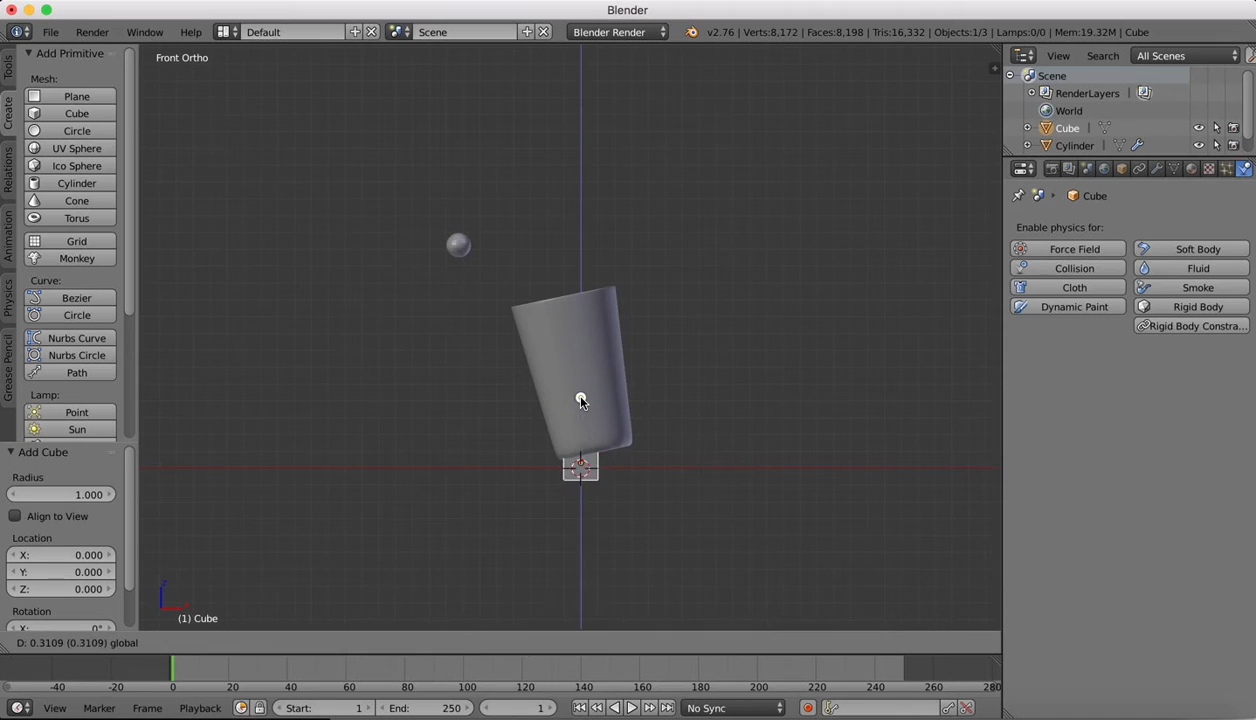 Blender
File Render Window Help Default Scene Blender Render v2.76 | Verts:8,172 | Faces:8,198 | Tris:16,332 | Objects:1/3 | Lamps:0/0 | Mem:19.32M | Cube
Tools
Create
Relations
Animation
Physics
Grease Pencil
Add Primitive
Mesh:
Plane
Cube
Circle
UV Sphere
Ico Sphere
Cylinder
Cone
Torus
Grid
Monkey
Curve:
Bezier
Circle
Nurbs Curve
Nurbs Circle
Path
Lamp:
Point
Sun
Add Cube
Radius
1.000
Align to View
Location
X: 0.000
Y: 0.000
Z: 0.000
Rotation
X: 0°
Front Ortho
z
(1) Cube
D: 0.3109 (0.3109) global
-40 -20 0 20 40 60 80 100 120 140 160 180 200 220 240 260 280
View Marker Frame Playback Start: 1 End: 250 1 No Sync
View Search All Scenes
Scene
RenderLayers
World
Cube
Cylinder
Cube
Enable physics for:
Force Field Soft Body
Collision Fluid
Cloth Smoke
Dynamic Paint Rigid Body
Rigid Body Constra...